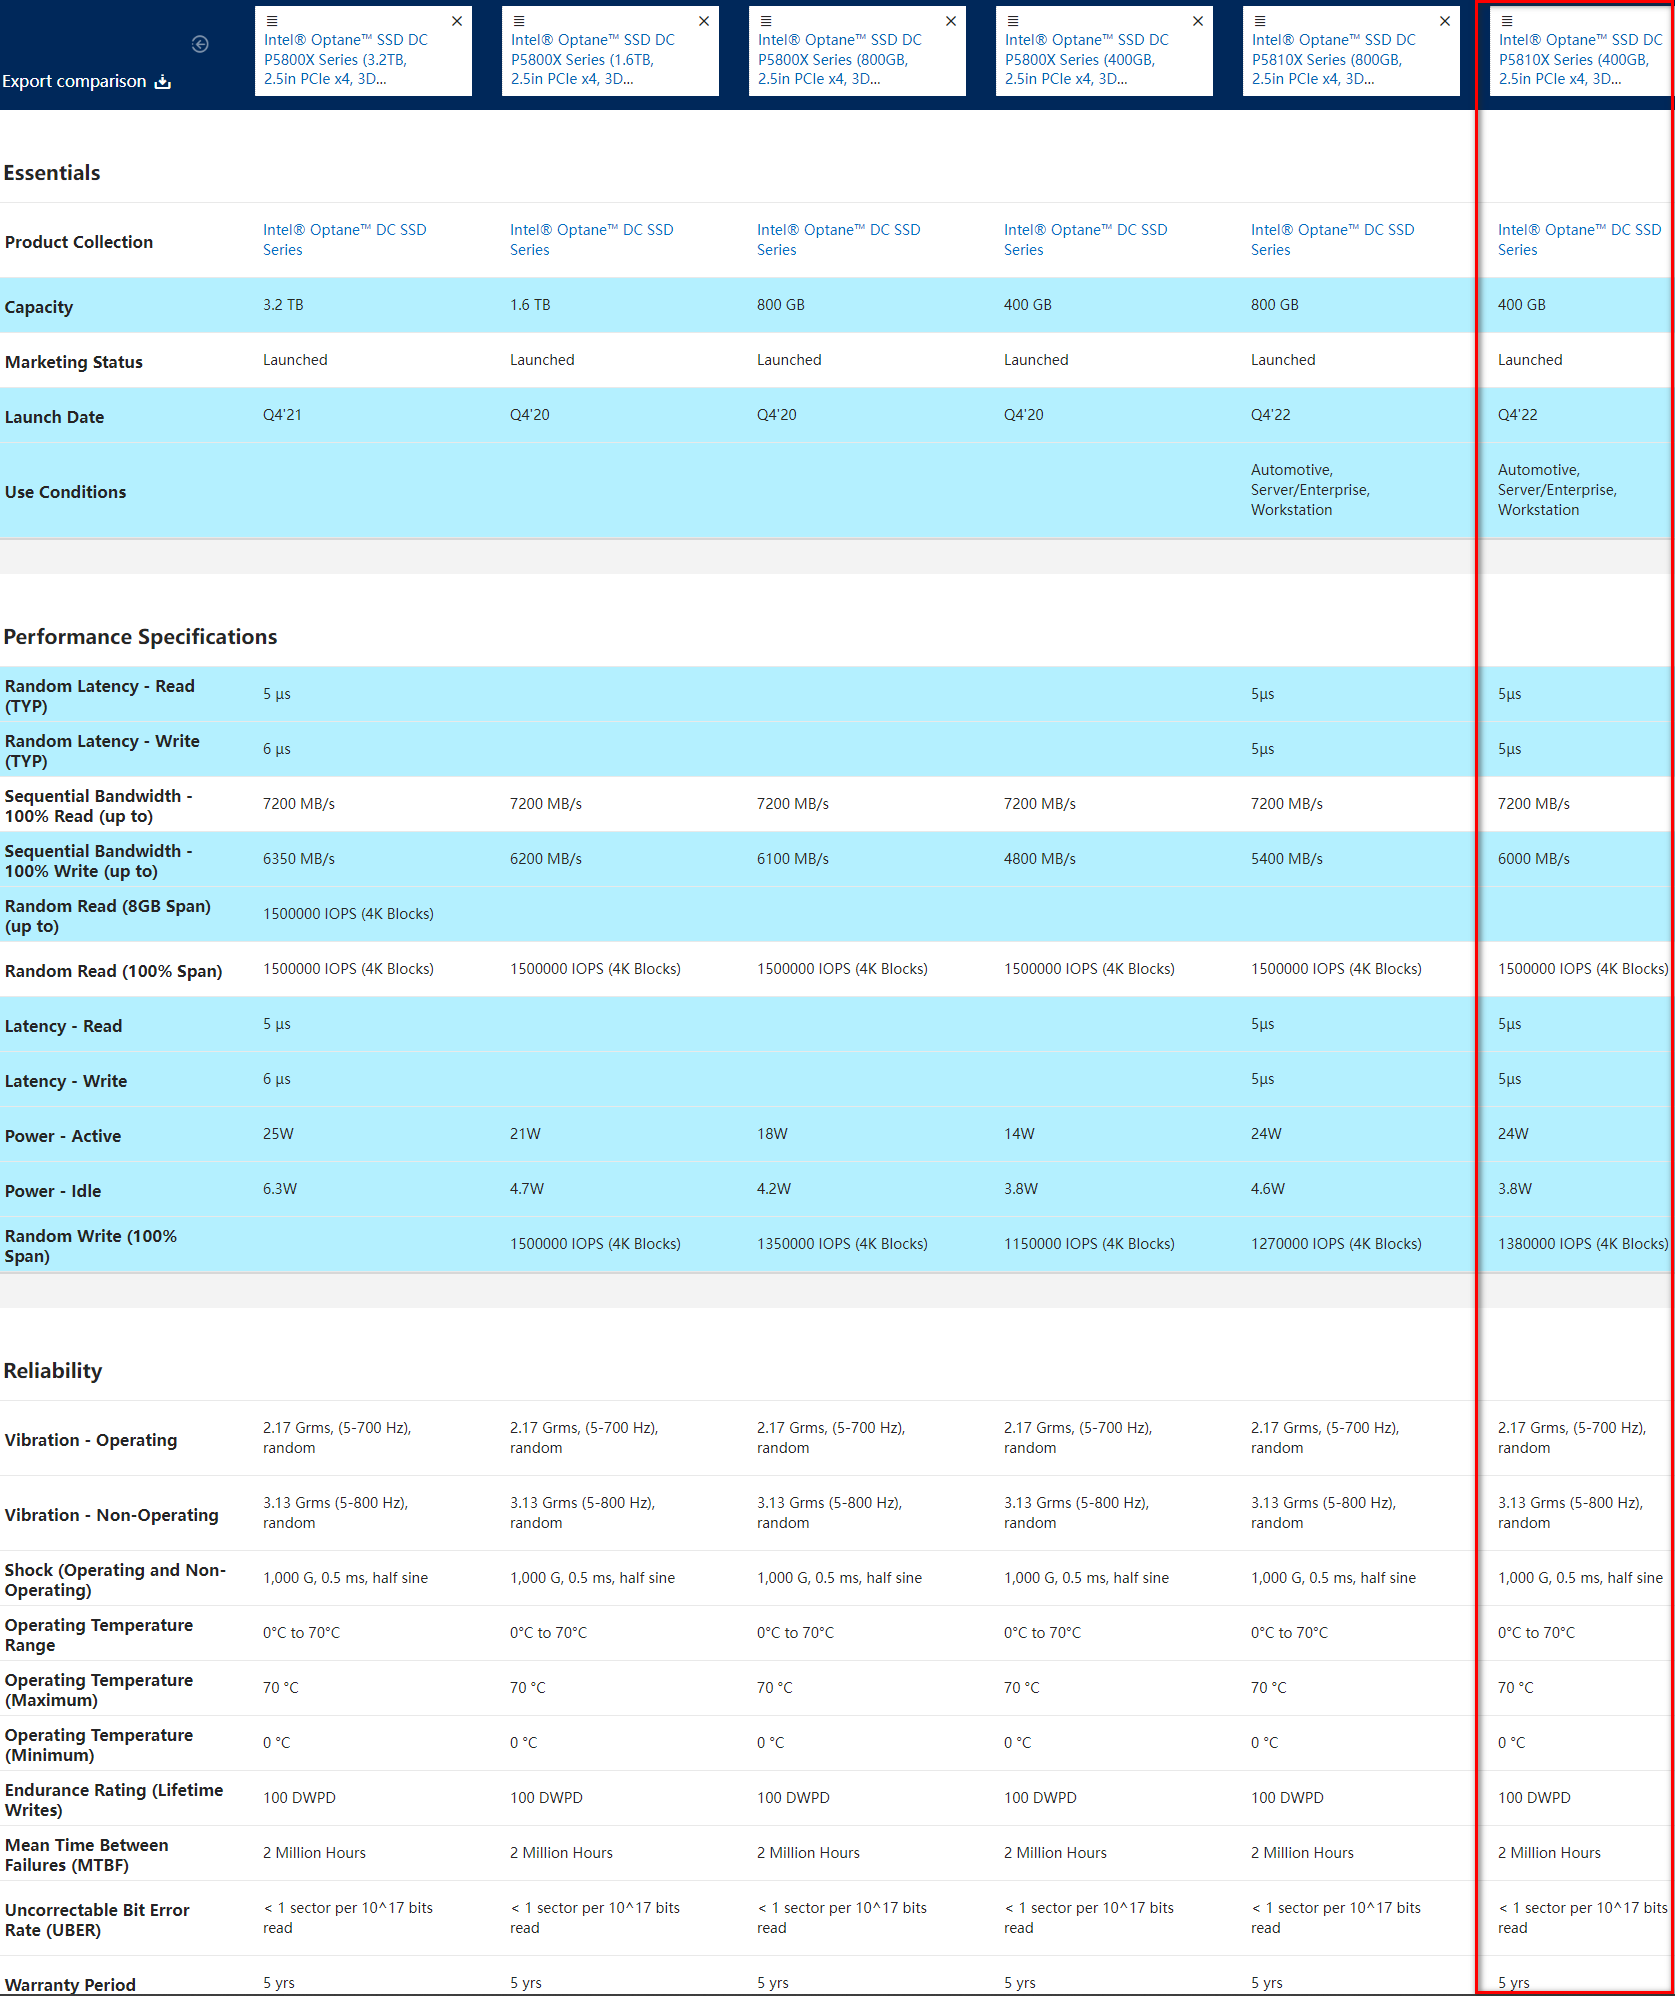 Export comparison
Intel® Optane™ SSD DC
P5800X Series (3.2TB,
2.5in PCIe x4, 3D...
Intel® Optane™ SSD DC
P5800X Series (1.6TB,
2.5in PCIe x4, 3D...
Intel® Optane™ SSD DC
P5800X Series (800GB,
2.5in PCIe x4, 3D...
Intel® Optane™ SSD DC
P5800X Series (400GB,
2.5in PCIe x4, 3D...
Intel® Optane™ SSD DC
P5810X Series (800GB,
2.5in PCIe x4, 3D...
Intel® Optane™ SSD DC
P5810X Series (400GB,
2.5in PCIe x4, 3D...
Essentials
Product Collection
Intel® Optane™ DC SSD
Series
Intel® Optane™ DC SSD
Series
Intel® Optane™ DC SSD
Series
Intel® Optane™ DC SSD
Series
Intel® Optane™ DC SSD
Series
Intel® Optane™ DC SSD
Series
Capacity 3.2 TB 1.6 TB 800 GB 400 GB 800 GB 400 GB
Marketing Status Launched Launched Launched Launched Launched Launched
Launch Date Q4'21 Q4'20 Q4'20 Q4'20 Q4'22 Q4'22
Use Conditions
Automotive,
Server/Enterprise,
Workstation
Automotive,
Server/Enterprise,
Workstation
Performance Specifications
Random Latency - Read
(TYP)
5 µs 5µs 5µs
Random Latency - Write
(TYP)
6 µs 5µs 5µs
Sequential Bandwidth -
100% Read (up to)
7200 MB/s 7200 MB/s 7200 MB/s 7200 MB/s 7200 MB/s 7200 MB/s
Sequential Bandwidth -
100% Write (up to)
6350 MB/s 6200 MB/s 6100 MB/s 4800 MB/s 5400 MB/s 6000 MB/s
Random Read (8GB Span)
(up to)
1500000 IOPS (4K Blocks)
Random Read (100% Span) 1500000 IOPS (4K Blocks) 1500000 IOPS (4K Blocks) 1500000 IOPS (4K Blocks) 1500000 IOPS (4K Blocks) 1500000 IOPS (4K Blocks) 1500000 IOPS (4K Blocks)
Latency - Read 5 µs 5µs 5µs
Latency - Write 6 µs 5µs 5µs
Power - Active 25W 21W 18W 14W 24W 24W
Power - Idle 6.3W 4.7W 4.2W 3.8W 4.6W 3.8W
Random Write (100%
Span)
1500000 IOPS (4K Blocks) 1350000 IOPS (4K Blocks) 1150000 IOPS (4K Blocks) 1270000 IOPS (4K Blocks) 1380000 IOPS (4K Blocks)
Reliability
Vibration - Operating
2.17 Grms, (5-700 Hz),
random
2.17 Grms, (5-700 Hz),
random
2.17 Grms, (5-700 Hz),
random
2.17 Grms, (5-700 Hz),
random
2.17 Grms, (5-700 Hz),
random
2.17 Grms, (5-700 Hz),
random
Vibration - Non-Operating
3.13 Grms (5-800 Hz),
random
3.13 Grms (5-800 Hz),
random
3.13 Grms (5-800 Hz),
random
3.13 Grms (5-800 Hz),
random
3.13 Grms (5-800 Hz),
random
3.13 Grms (5-800 Hz),
random
Shock (Operating and Non-
Operating)
1,000 G, 0.5 ms, half sine 1,000 G, 0.5 ms, half sine 1,000 G, 0.5 ms, half sine 1,000 G, 0.5 ms, half sine 1,000 G, 0.5 ms, half sine 1,000 G, 0.5 ms, half sine
Operating Temperature
Range
0°C to 70°C 0°C to 70°C 0°C to 70°C 0°C to 70°C 0°C to 70°C 0°C to 70°C
Operating Temperature
(Maximum)
70 °C 70 °C 70 °C 70 °C 70 °C 70 °C
Operating Temperature
(Minimum)
0 °C 0 °C 0 °C 0 °C 0 °C 0 °C
Endurance Rating (Lifetime
Writes)
100 DWPD 100 DWPD 100 DWPD 100 DWPD 100 DWPD 100 DWPD
Mean Time Between
Failures (MTBF)
2 Million Hours 2 Million Hours 2 Million Hours 2 Million Hours 2 Million Hours 2 Million Hours
Uncorrectable Bit Error
Rate (UBER)
< 1 sector per 10^17 bits
read
< 1 sector per 10^17 bits
read
< 1 sector per 10^17 bits
read
< 1 sector per 10^17 bits
read
< 1 sector per 10^17 bits
read
< 1 sector per 10^17 bits
read
Warranty Period 5 yrs 5 yrs 5 yrs 5 yrs 5 yrs 5 yrs